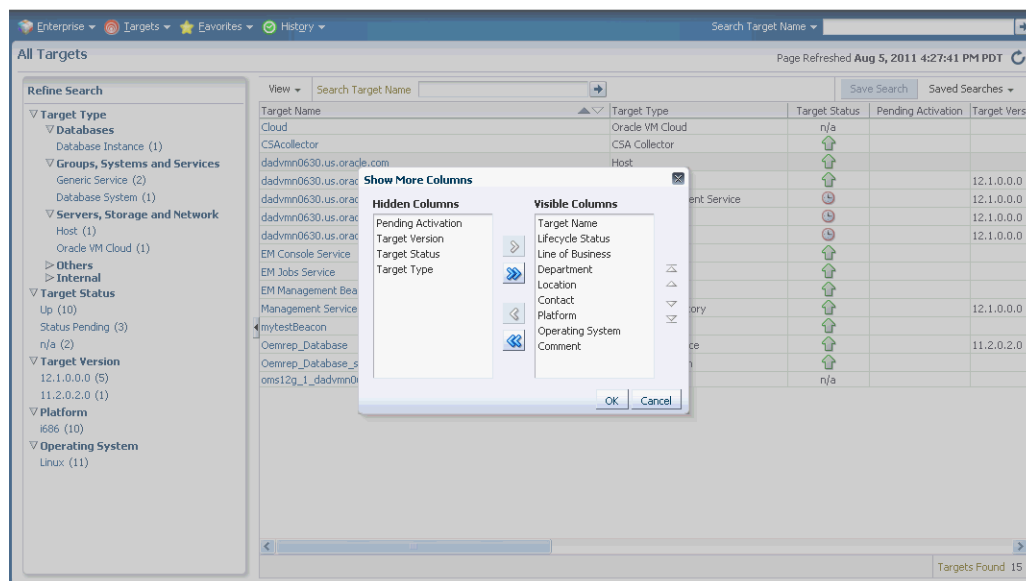 Enterprise Targets Favorites History Search Target Name
All Targets
Page Refreshed Aug 5, 2011 4:27:41 PM PDT
Refine Search
Target Type
Databases
Database Instance (1)
Groups, Systems and Services
Generic Service (2)
Database System (1)
Servers, Storage and Network
Host (1)
Oracle VM Cloud (1)
Others
Internal
Target Status
Up (10)
Status Pending (3)
n/a (2)
Target Version
12.1.0.0.0 (5)
11.2.0.2.0 (1)
Platform
i686 (10)
Operating System
Linux (11)
View Search Target Name Save Search Saved Searches
Target Name Target Type Target Status Pending Activation Target Vers
Cloud Oracle VM Cloud n/a
CSAcollector CSA Collector
dadvmn0630.us.oracle.com Host
dadvmn0630.us.orac 12.1.0.0.0
dadvmn0630.us.orac ent Service 12.1.0.0.0
dadvmn0630.us.orac 12.1.0.0.0
dadvmn0630.us.orac 12.1.0.0.0
EM Console Service
EM Jobs Service
EM Management Bea
Management Service ory 12.1.0.0.0
mytestBeacon
Oemrep_Database ce 11.2.0.2.0
Oemrep_Database_s
oms12g_1_dadvmn0 n/a
Show More Columns
Hidden Columns
Pending Activation
Target Version
Target Status
Target Type
Visible Columns
Target Name
Lifecycle Status
Line of Business
Department
Location
Contact
Platform
Operating System
Comment
OK Cancel
Targets Found 15